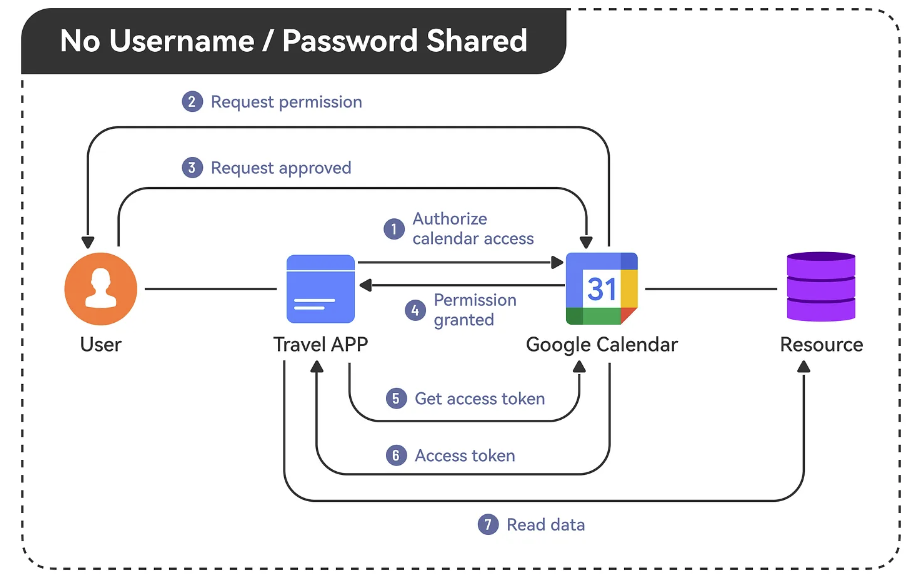 No Username / Password Shared
2 Request permission
3 Request approved
1 Authorize
calendar access
4 Permission
granted
31
User
Travel APP
Google Calendar
Resource
5 Get access token
6 Access token
7 Read data